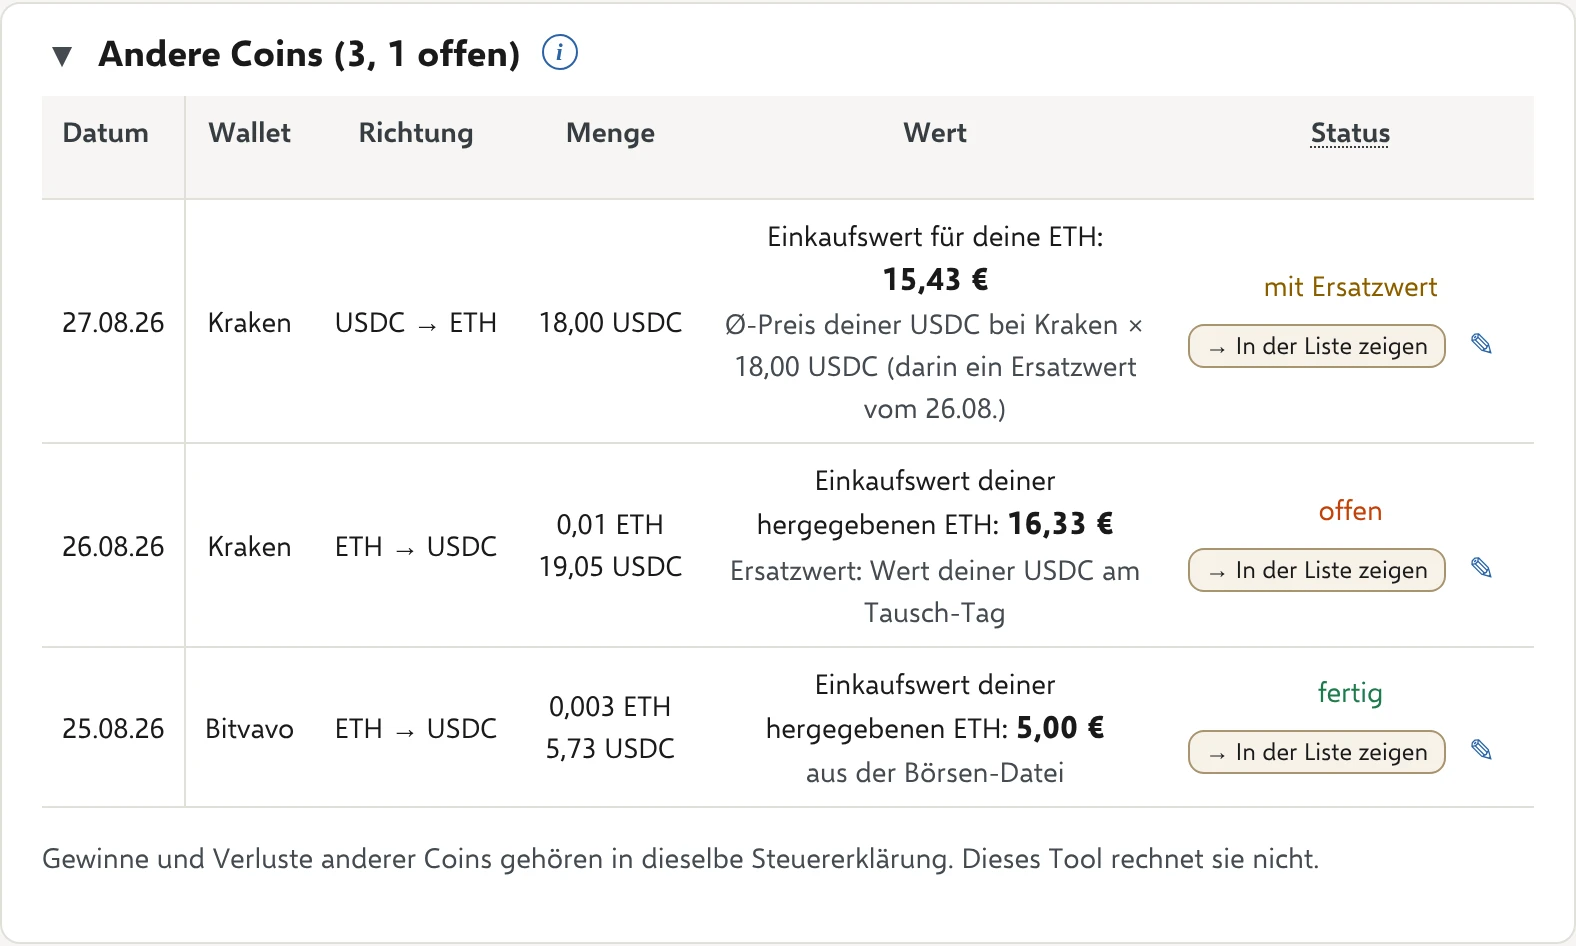 ▼ Andere Coins (3, 1 offen) i
Datum Wallet Richtung Menge Wert Status
Einkaufswert für deine ETH:
15,43 €
27.08.26 Kraken USDC → ETH 18,00 USDC Ø-Preis deiner USDC bei Kraken ×
18,00 USDC (darin ein Ersatzwert
vom 26.08.)
mit Ersatzwert
→ In der Liste zeigen ✎
Einkaufswert deiner
hergegebenen ETH: 16,33 €
26.08.26 Kraken ETH → USDC 0,01 ETH
19,05 USDC
Ersatzwert: Wert deiner USDC am
Tausch-Tag
offen
→ In der Liste zeigen ✎
Einkaufswert deiner
hergegebenen ETH: 5,00 €
25.08.26 Bitvavo ETH → USDC 0,003 ETH
5,73 USDC
aus der Börsen-Datei
fertig
→ In der Liste zeigen ✎
Gewinne und Verluste anderer Coins gehören in dieselbe Steuererklärung. Dieses Tool rechnet sie nicht.